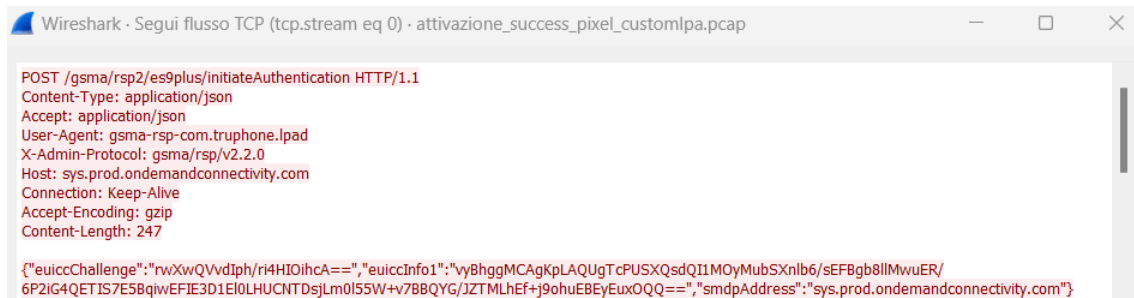 Wireshark · Segui flusso TCP (tcp.stream eq 0) · attivazione_success_pixel_customlpa.pcap
POST /gsma/rsp2/es9plus/initiateAuthentication HTTP/1.1
Content-Type: application/json
Accept: application/json
User-Agent: gsma-rsp-com.truphone.lpad
X-Admin-Protocol: gsma/rsp/v2.2.0
Host: sys.prod.ondemandconnectivity.com
Connection: Keep-Alive
Accept-Encoding: gzip
Content-Length: 247
{"euiccChallenge":"rwXwQVvdIph/ri4HIOihcA==","euiccInfo1":"vyBhggMCAgKpLAQUgTcPUSXQsdQI1MOyMubSXnlb6/sEFBgb8llMwuER/
6P2iG4QETIS7E5BqiwEFIE3D1El0LHUCNTDsjLm0l55W+v7BBQYG/JZTMLhEf+j9ohuEBEyEuxOQQ==","smdpAddress":"sys.prod.ondemandconnectivity.com"}